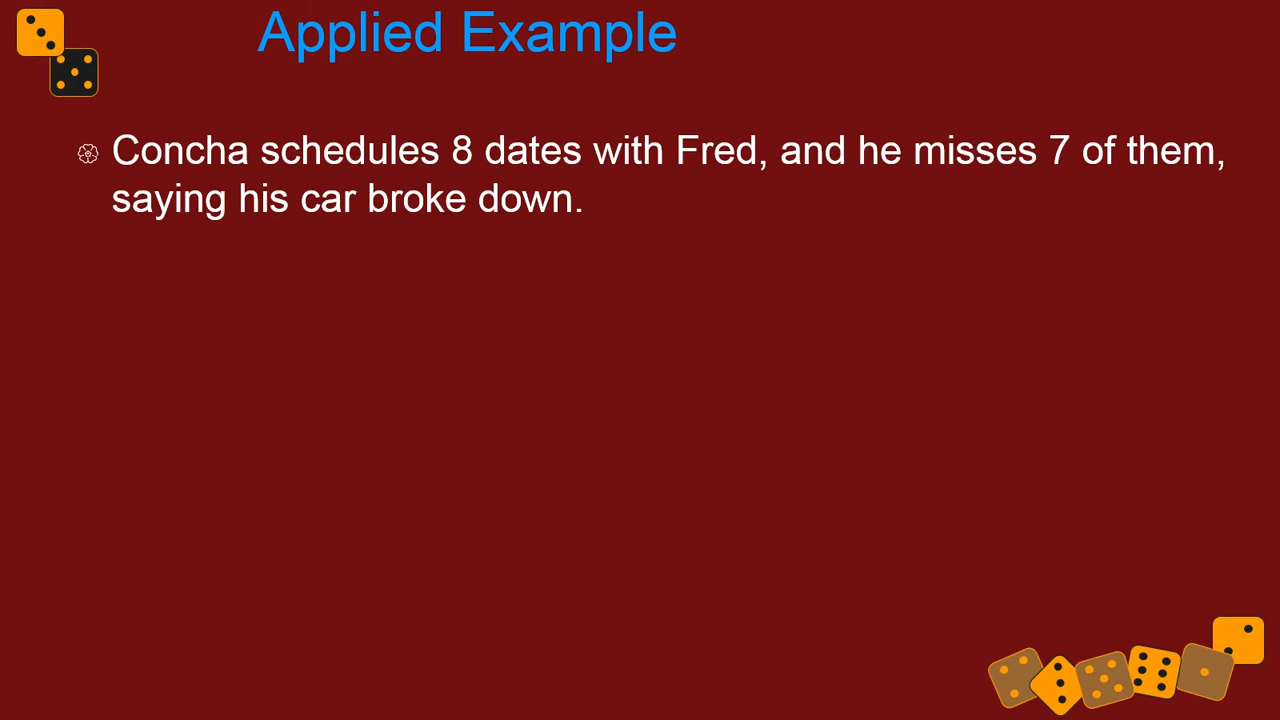 Applied Example
Concha schedules 8 dates with Fred, and he misses 7 of them,
saying his car broke down.